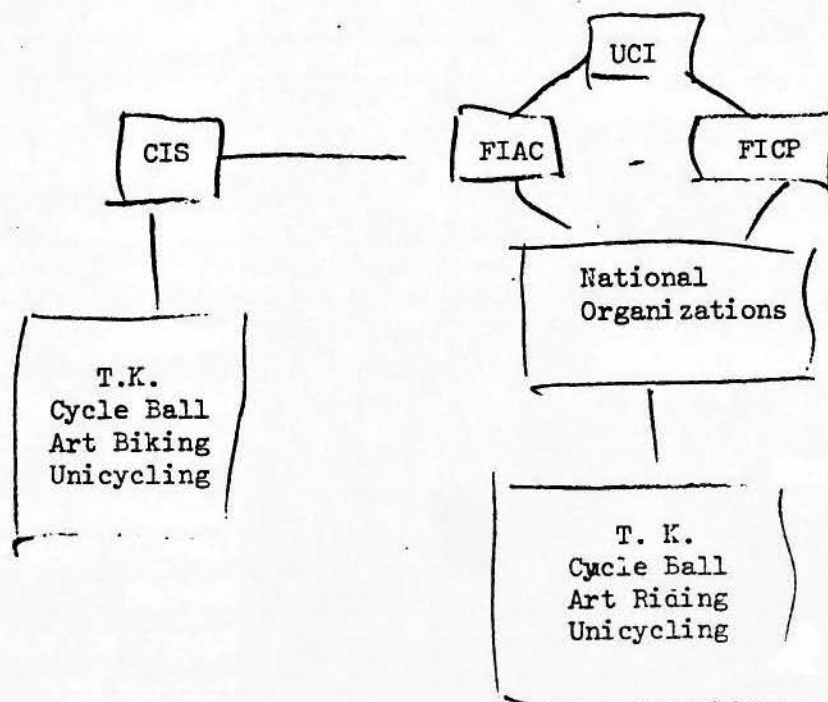 UCI
CIS
FIAC
-
FICP
National
Organizations
T.K.
Cycle Ball
Art Biking
Unicycling
T. K.
Cycle Ball
Art Riding
Unicycling